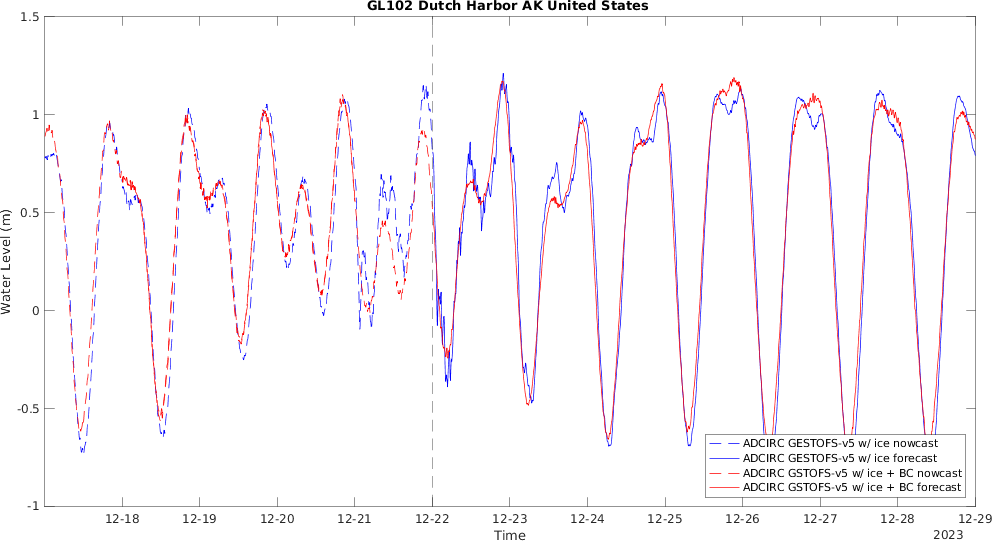 GL102 Dutch Harbor AK United States
Water Level (m)
1.5
1
0.5
0
-0.5
-1
12-18 12-19 12-20 12-21 12-22 12-23 12-24 12-25 12-26 12-27 12-28 12-29
Time
2023
ADCIRC GESTOFS-v5 w/ ice nowcast
ADCIRC GESTOFS-v5 w/ ice forecast
ADCIRC GSTOFS-v5 w/ ice + BC nowcast
ADCIRC GSTOFS-v5 w/ ice + BC forecast